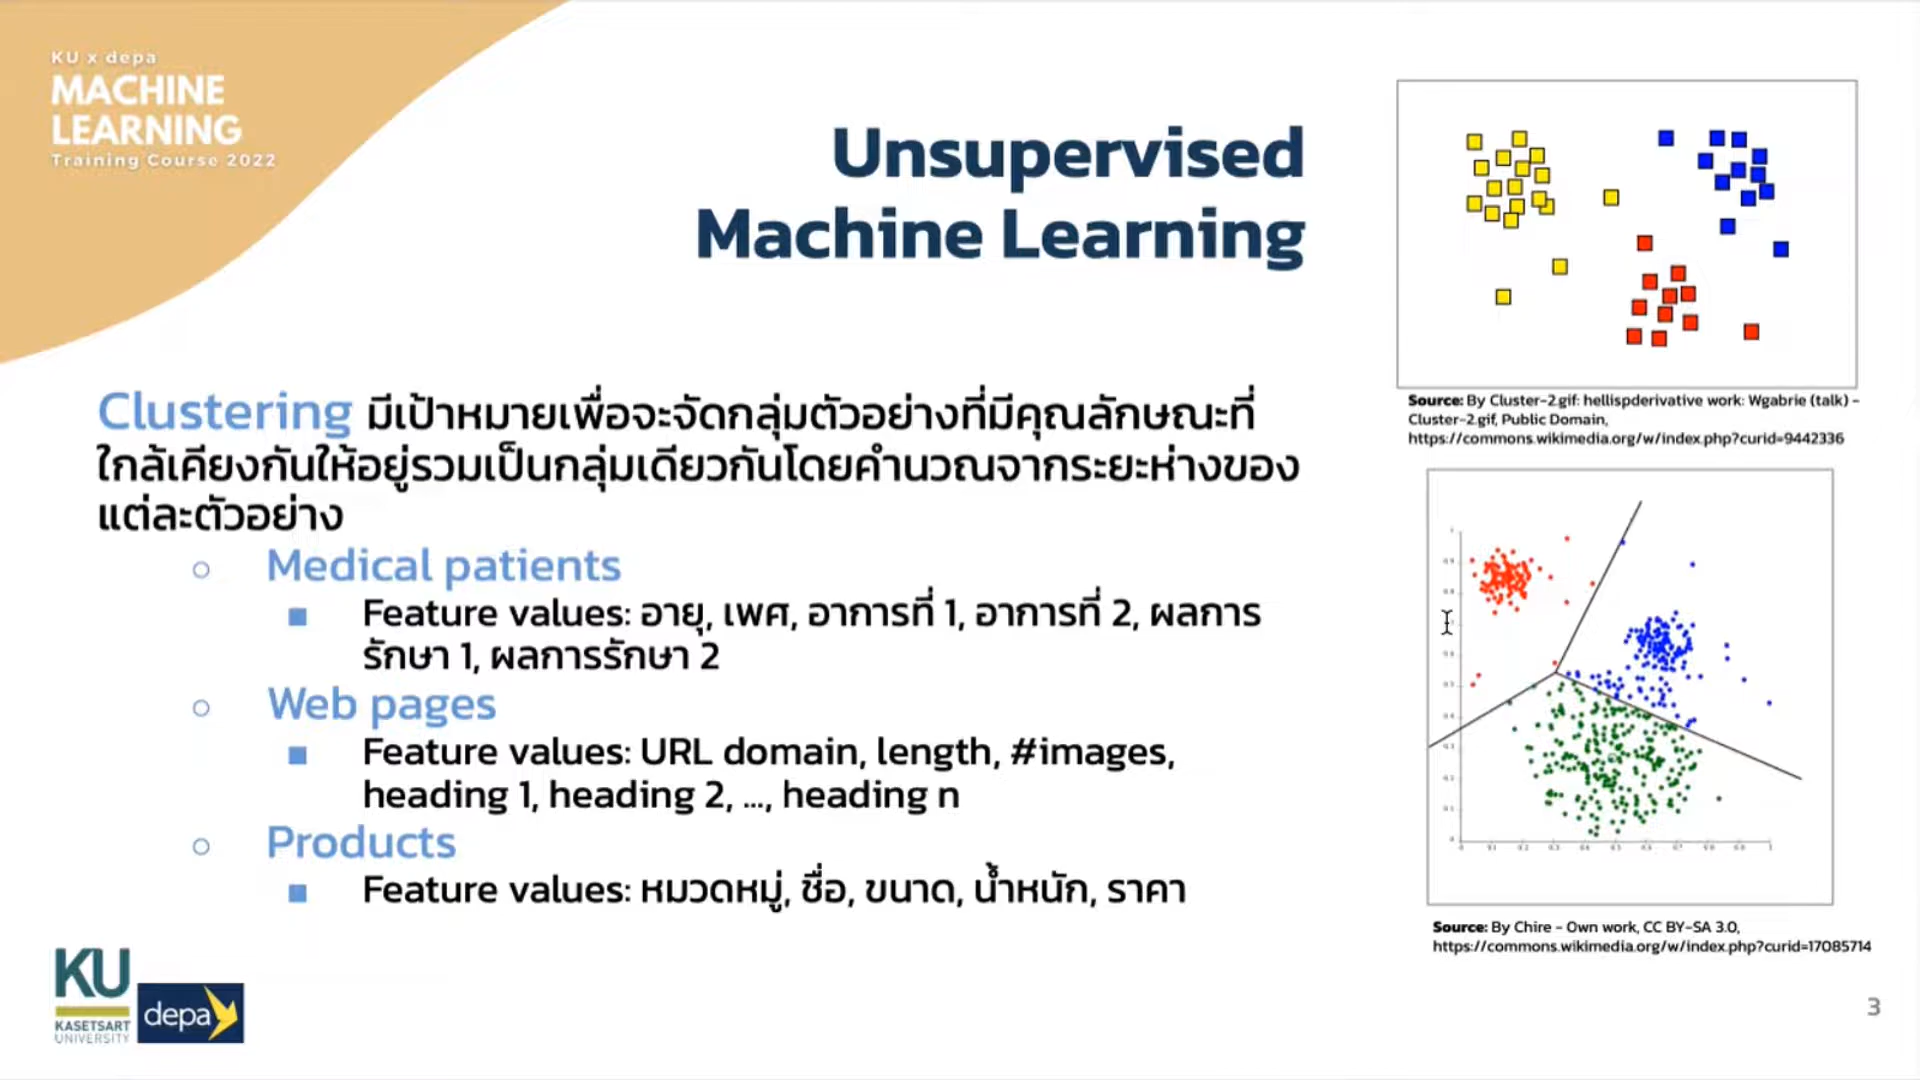 KU x depa
MACHINE
LEARNING
Training Course 2022
Unsupervised
Machine Learning
Clustering มีเป้าหมายเพื่อจะจัดกลุ่มตัวอย่างที่มีคุณลักษณะที่
ใกล้เคียงกันให้อยู่รวมเป็นกลุ่มเดียวกันโดยคำนวณจากระยะห่างของ
แต่ละตัวอย่าง
Medical patients
Feature values: อายุ, เพศ, อาการที่ 1, อาการที่ 2, ผลการ
รักษา 1, ผลการรักษา 2
Web pages
Feature values: URL domain, length, #images,
heading 1, heading 2, ..., heading n
Products
Feature values: หมวดหมู่, ชื่อ, ขนาด, น้ำหนัก, ราคา
Source: By Cluster-2.gif: hellispderivative work: Wgabrie (talk) -
Cluster-2.gif, Public Domain,
https://commons.wikimedia.org/w/index.php?curid=9442336
Source: By Chire - Own work, CC BY-SA 3.0,
https://commons.wikimedia.org/w/index.php?curid=17085714
KU
KASETSART
UNIVERSITY
depa
3